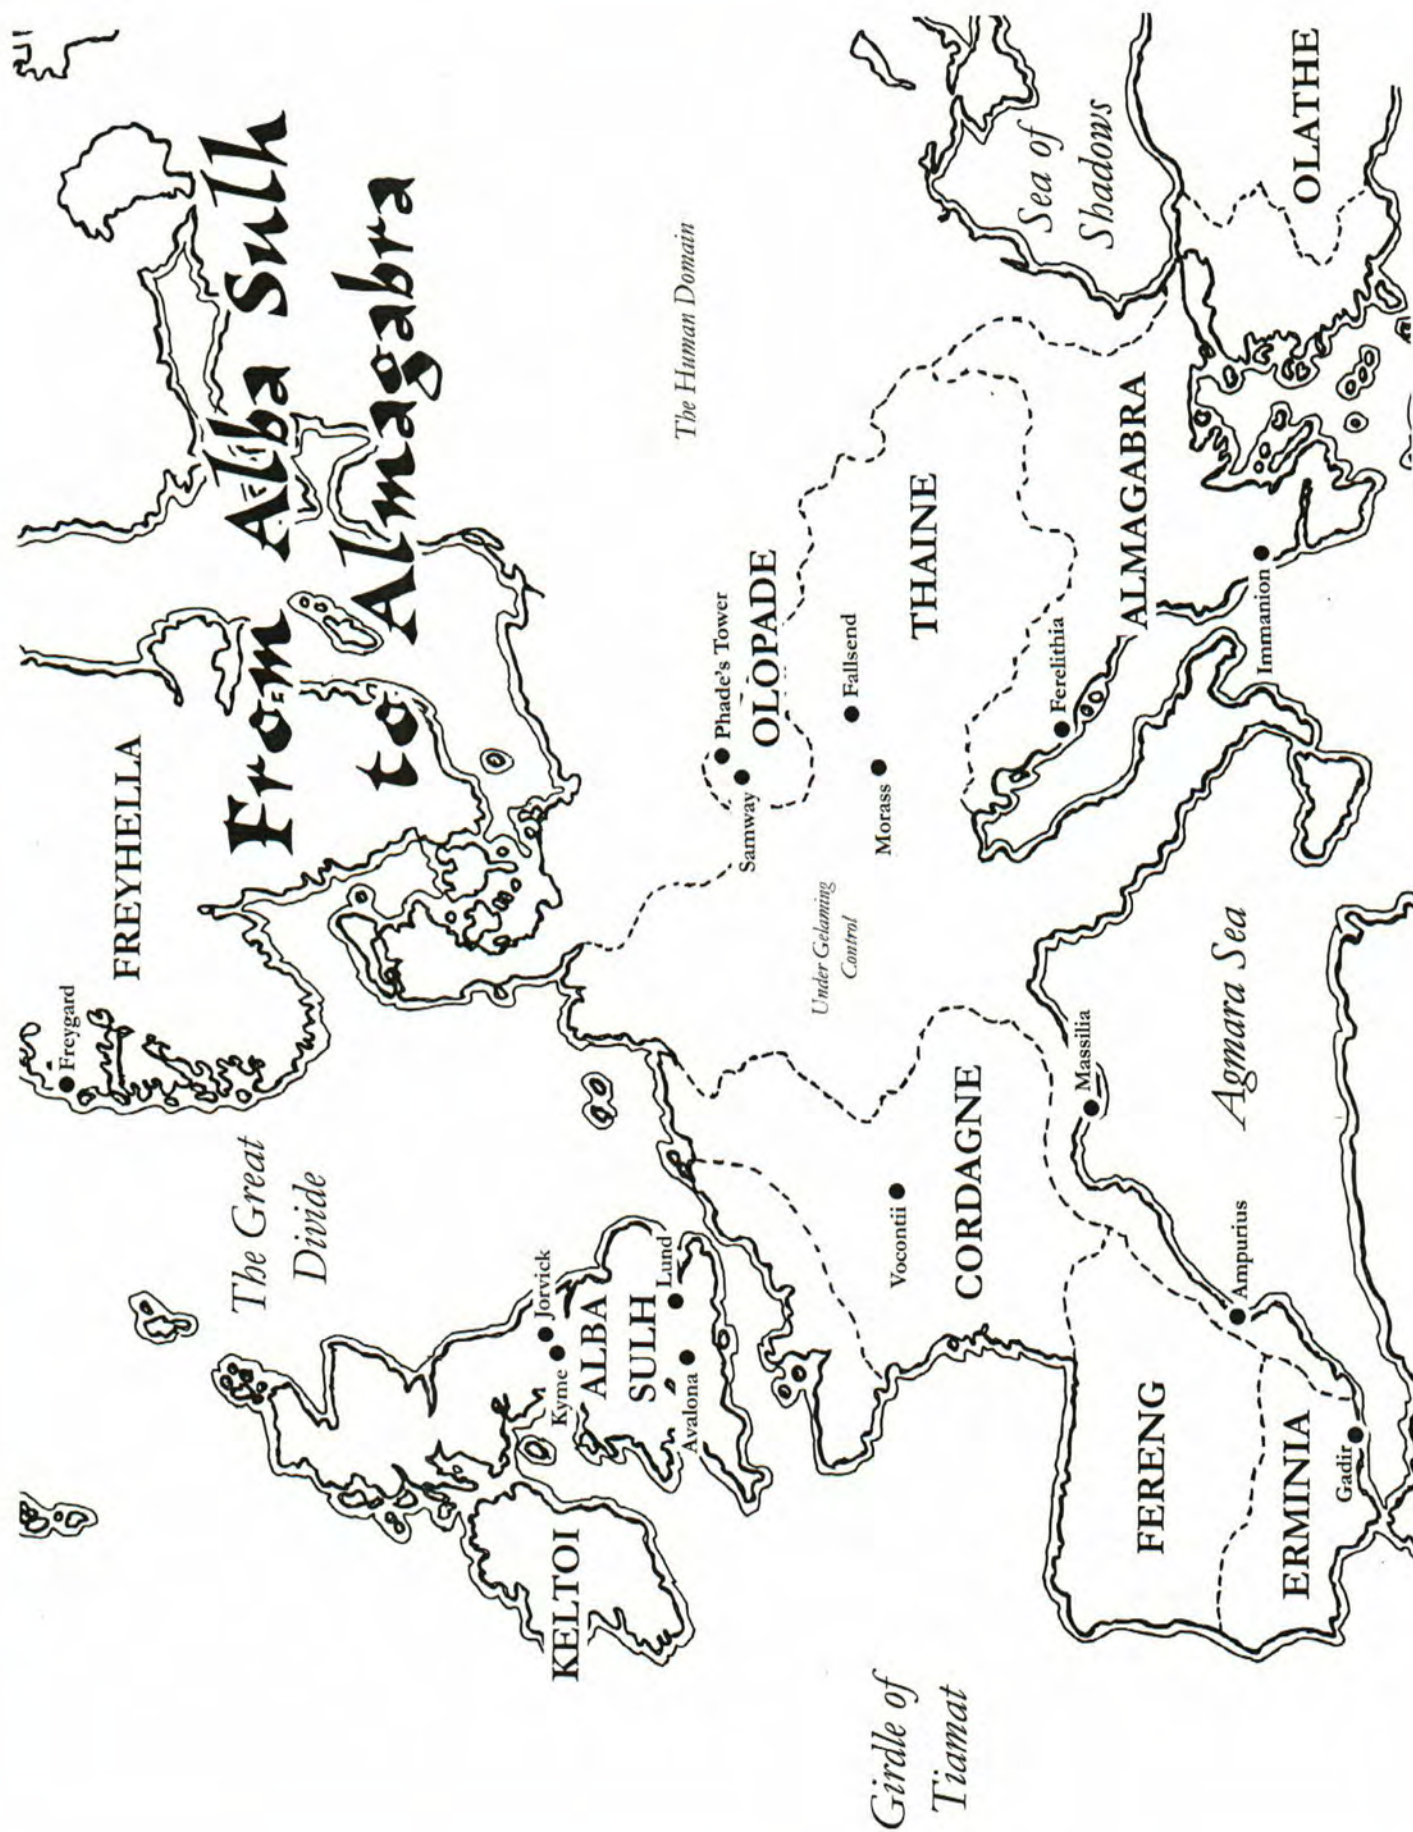 From Alba Sulh
to Almagabra
FREYHELLA
Freygard
The Great
Divide
The Human Domain
KELTOI
Kyme
Jorvick
ALBA
SULH
Lund
Avalona
Samway
Phade's Tower
OLOPADE
Under Gelaming
Control
Morass
Fallsend
THAINE
Sea of
Shadows
Girdle of
Tiamat
Vocontii
CORDAGNE
Massilia
Ferelithia
ALMAGABRA
Immanion
OLATHE
FERENG
Ampurius
Agmara Sea
ERMINIA
Gadir